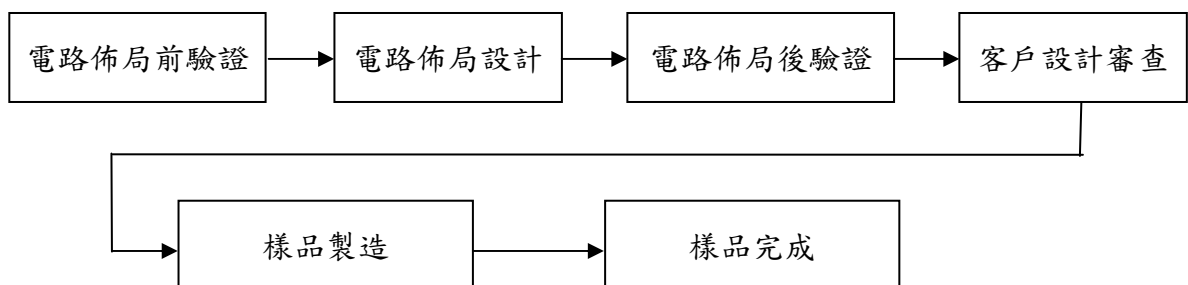 電路佈局前驗證
電路佈局設計
電路佈局後驗證
客戶設計審查
樣品製造
樣品完成